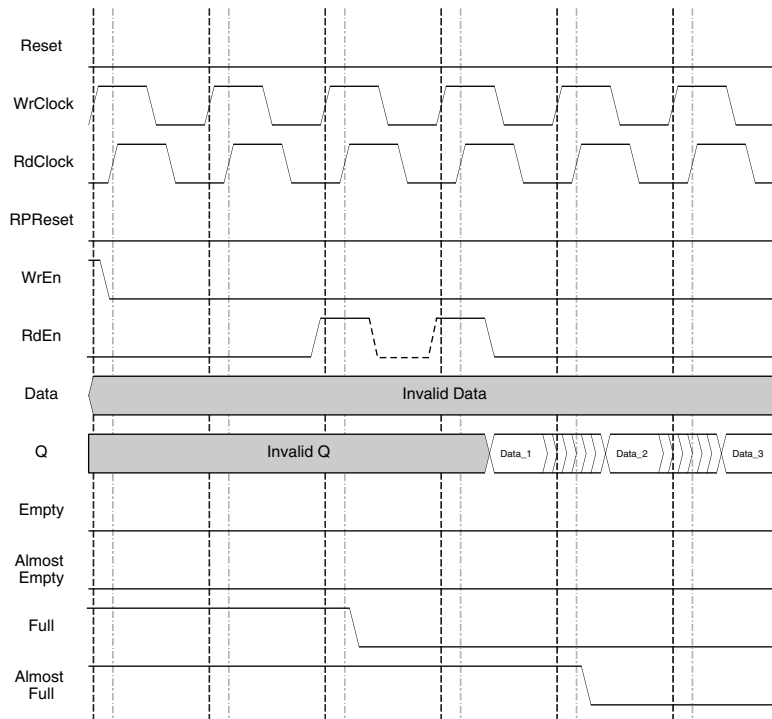 Reset
WrClock
RdClock
RPReset
WrEn
RdEn
Data
Invalid Data
Q
Invalid Q
Data_1
Data_2
Data_3
Empty
Almost
Empty
Full
Almost
Full